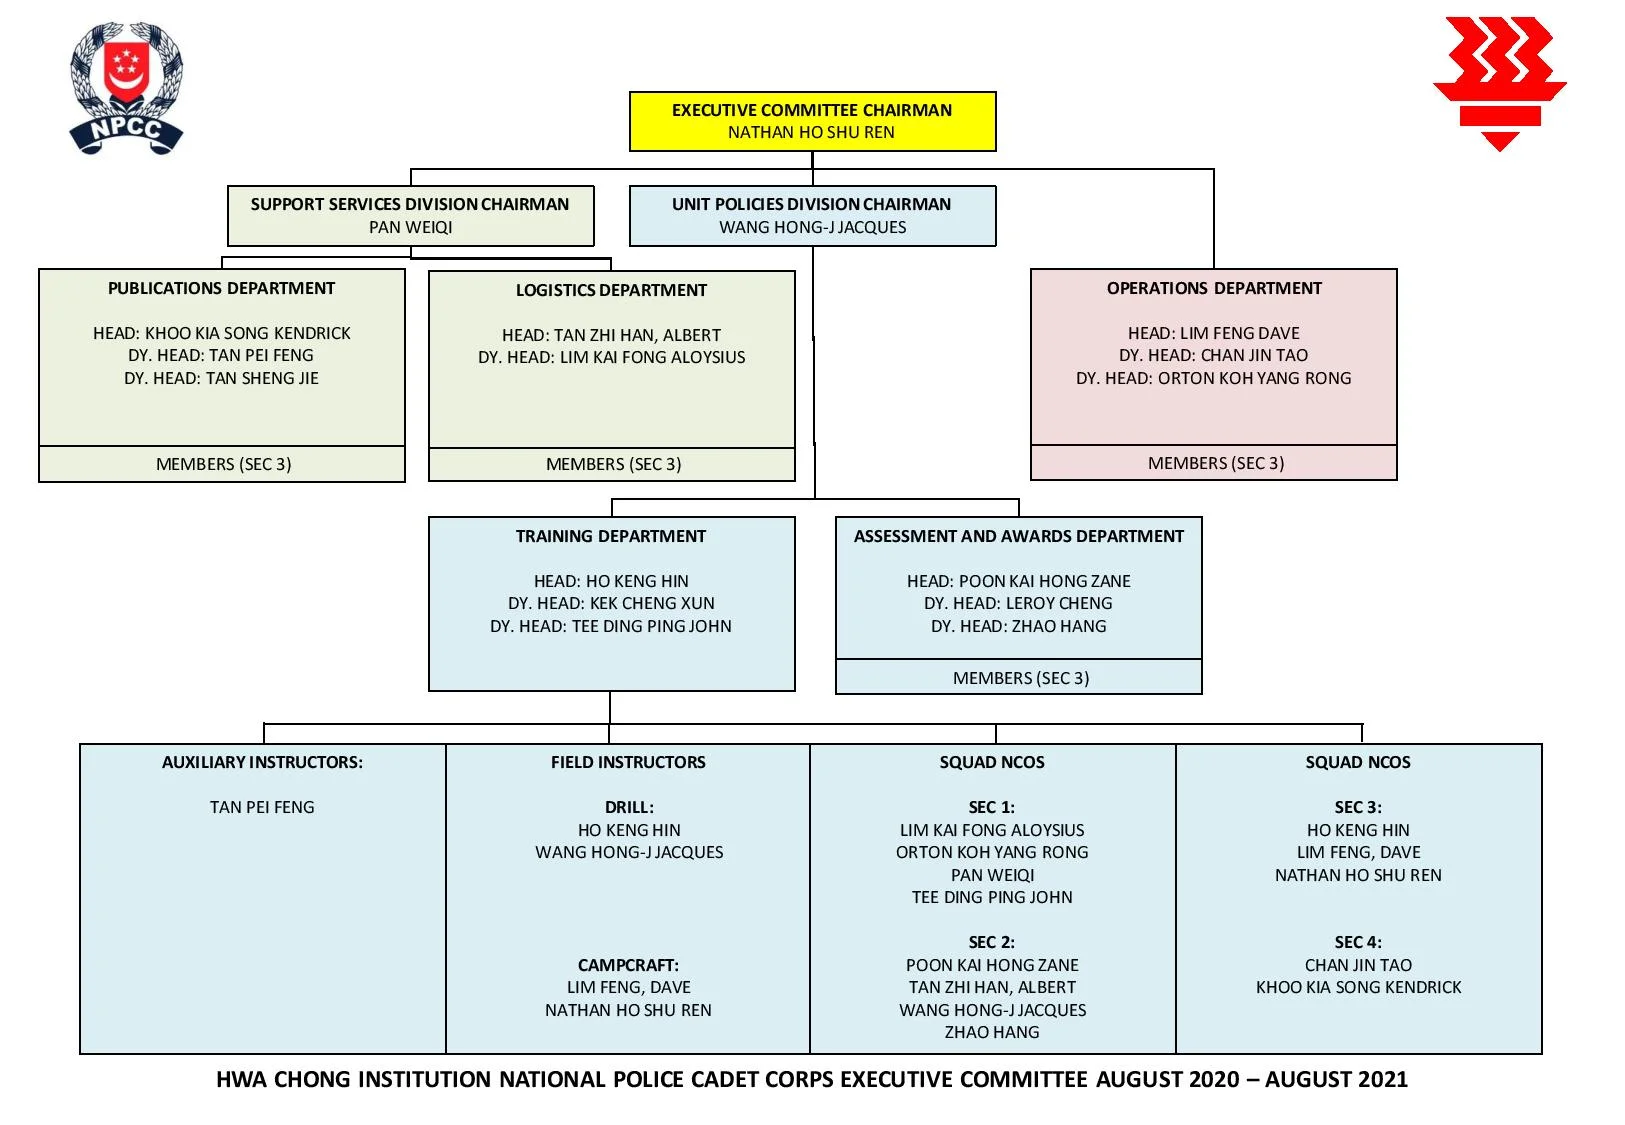 NPCC
EXECUTIVE COMMITTEE CHAIRMAN
NATHAN HO SHU REN
SUPPORT SERVICES DIVISION CHAIRMAN
PAN WEIQI
UNIT POLICIES DIVISION CHAIRMAN
WANG HONG-J JACQUES
PUBLICATIONS DEPARTMENT
HEAD: KHOO KIA SONG KENDRICK
DY. HEAD: TAN PEI FENG
DY. HEAD: TAN SHENG JIE
MEMBERS (SEC 3)
LOGISTICS DEPARTMENT
HEAD: TAN ZHI HAN, ALBERT
DY. HEAD: LIM KAI FONG ALOYSIUS
MEMBERS (SEC 3)
OPERATIONS DEPARTMENT
HEAD: LIM FENG DAVE
DY. HEAD: CHAN JIN TAO
DY. HEAD: ORTON KOH YANG RONG
MEMBERS (SEC 3)
TRAINING DEPARTMENT
HEAD: HO KENG HIN
DY. HEAD: KEK CHENG XUN
DY. HEAD: TEE DING PING JOHN
ASSESSMENT AND AWARDS DEPARTMENT
HEAD: POON KAI HONG ZANE
DY. HEAD: LEROY CHENG
DY. HEAD: ZHAO HANG
MEMBERS (SEC 3)
AUXILIARY INSTRUCTORS:
TAN PEI FENG
FIELD INSTRUCTORS
DRILL:
HO KENG HIN
WANG HONG-J JACQUES
CAMPCRAFT:
LIM FENG, DAVE
NATHAN HO SHU REN
SQUAD NCOS
SEC 1:
LIM KAI FONG ALOYSIUS
ORTON KOH YANG RONG
PAN WEIQI
TEE DING PING JOHN
SEC 2:
POON KAI HONG ZANE
TAN ZHI HAN, ALBERT
WANG HONG-J JACQUES
ZHAO HANG
SQUAD NCOS
SEC 3:
HO KENG HIN
LIM FENG, DAVE
NATHAN HO SHU REN
SEC 4:
CHAN JIN TAO
KHOO KIA SONG KENDRICK
HWA CHONG INSTITUTION NATIONAL POLICE CADET CORPS EXECUTIVE COMMITTEE AUGUST 2020 – AUGUST 2021